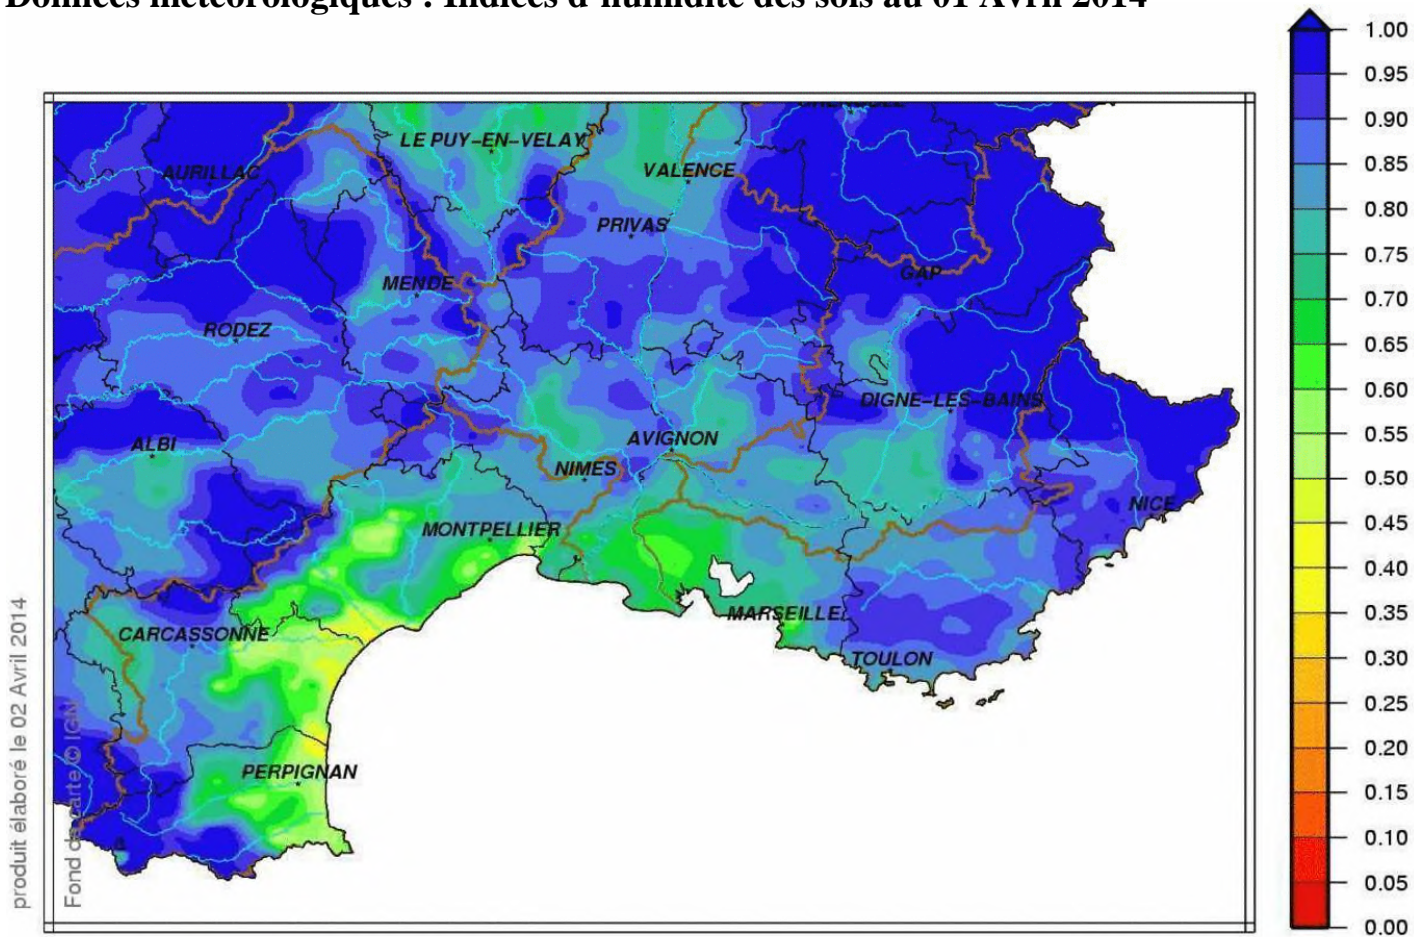 Données météorologiques : Indices d'humidité des sols au 01 Avril 2014
1.00
0.95
0.90
0.85
0.80
0.75
0.70
0.65
0.60
0.55
0.50
0.45
0.40
0.35
0.30
0.25
0.20
0.15
0.10
0.05
0.00
GRENOBLE
LE PUY-EN-VELAY
AURILLAC
VALENCE
PRIVAS
GAP
MENDE
RODEZ
DIGNE-LES-BAINS
AVIGNON
ALBI
NIMES
NICE
MONTPELLIER
MARSEILLE
CARCASSONNE
TOULON
PERPIGNAN
produit élaboré le 02 Avril 2014
Fond de carte © IGN